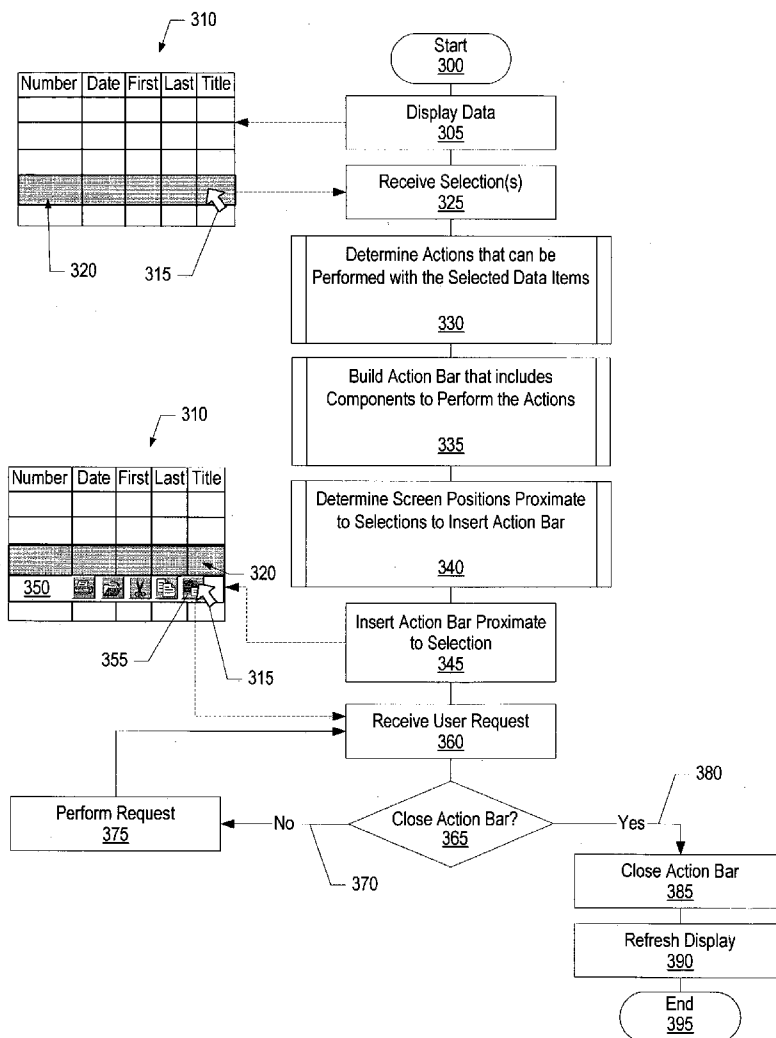 310
Number Date First Last Title
320
315
Start
300
Display Data
305
Receive Selection(s)
325
Determine Actions that can be
Performed with the Selected Data Items
330
Build Action Bar that includes
Components to Perform the Actions
335
310
Number Date First Last Title
320
350
355
315
Determine Screen Positions Proximate
to Selections to Insert Action Bar
340
Insert Action Bar Proximate
to Selection
345
Receive User Request
360
Close Action Bar?
365
No
370
Perform Request
375
Yes
380
Close Action Bar
385
Refresh Display
390
End
395